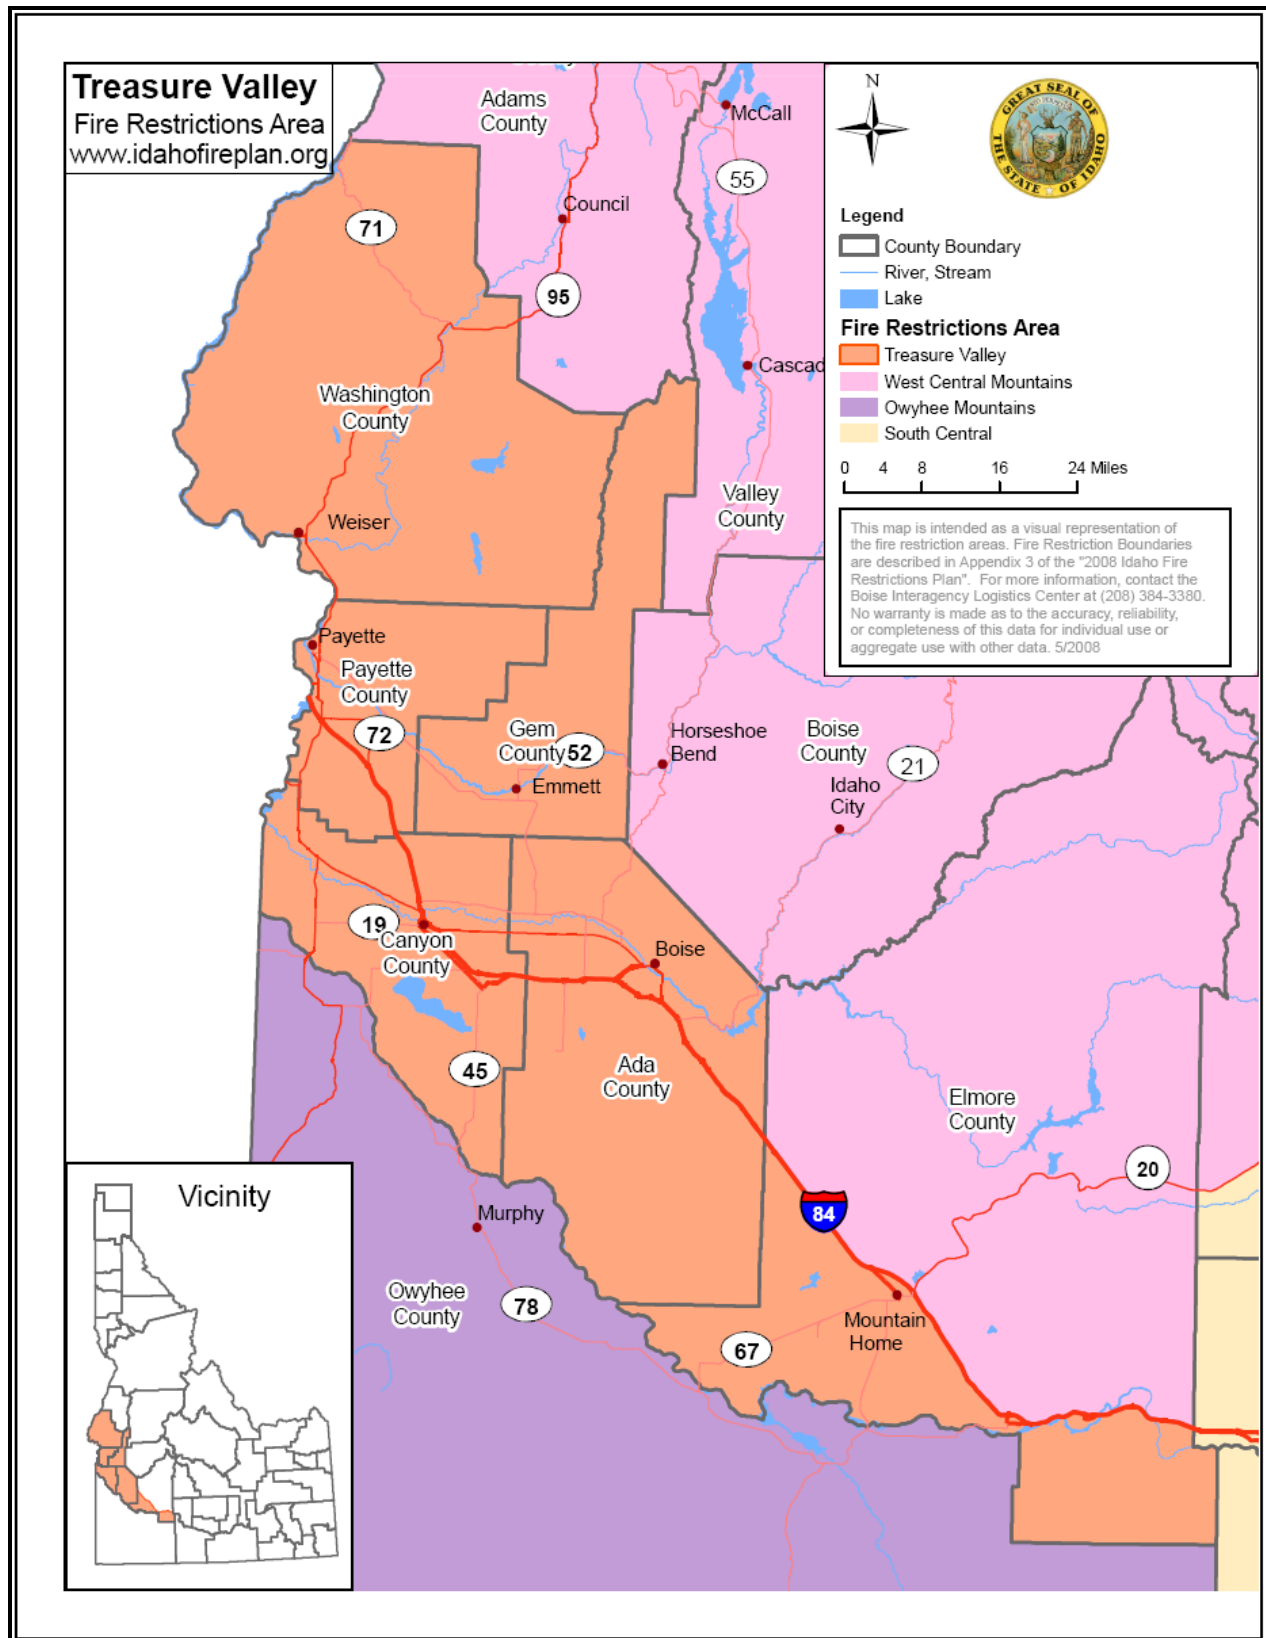 Treasure Valley
Fire Restrictions Area
www.idahofireplan.org
Adams
County
McCall
55
Council
71
95
Cascad
Washington
County
Valley
County
Weiser
Payette
Payette
County
72
Gem
County
52
Emmett
Horseshoe
Bend
Boise
County
21
Idaho
City
19
Canyon
County
Boise
45
Ada
County
Elmore
County
20
84
Murphy
Owyhee
County
78
67
Mountain
Home
N
GREAT SEAL OF
THE STATE OF IDAHO
Legend
County Boundary
River, Stream
Lake
Fire Restrictions Area
Treasure Valley
West Central Mountains
Owyhee Mountains
South Central
0 4 8 16 24 Miles
This map is intended as a visual representation of
the fire restriction areas. Fire Restriction Boundaries
are described in Appendix 3 of the "2008 Idaho Fire
Restrictions Plan". For more information, contact the
Boise Interagency Logistics Center at (208) 384-3380.
No warranty is made as to the accuracy, reliability,
or completeness of this data for individual use or
aggregate use with other data. 5/2008
Vicinity